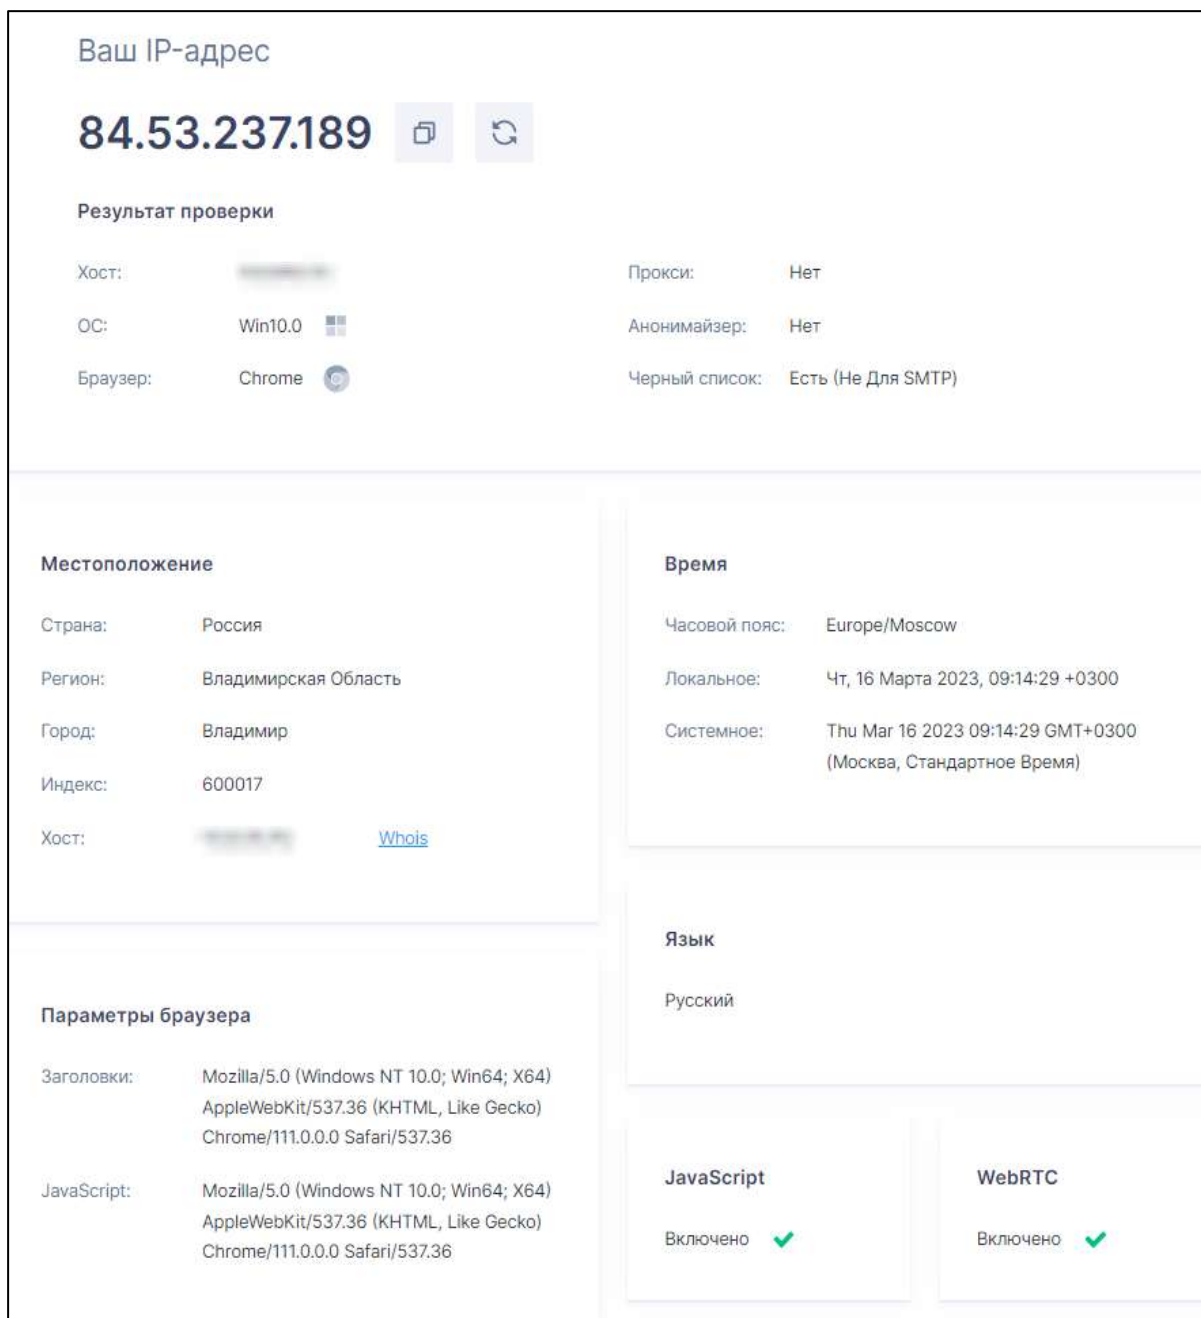 Ваш IP-адрес
84.53.237.189
Результат проверки
Хост:
ОС: Win10.0
Браузер: Chrome
Прокси: Нет
Анонимайзер: Нет
Черный список: Есть (Не Для SMTP)
Местоположение
Страна: Россия
Регион: Владимирская Область
Город: Владимир
Индекс: 600017
Хост: Whois
Время
Часовой пояс: Europe/Moscow
Локальное: Чт, 16 Марта 2023, 09:14:29 +0300
Системное: Thu Mar 16 2023 09:14:29 GMT+0300
(Москва, Стандартное Время)
Язык
Русский
Параметры браузера
Заголовки: Mozilla/5.0 (Windows NT 10.0; Win64; X64)
AppleWebKit/537.36 (KHTML, Like Gecko)
Chrome/111.0.0.0 Safari/537.36
JavaScript: Mozilla/5.0 (Windows NT 10.0; Win64; X64)
AppleWebKit/537.36 (KHTML, Like Gecko)
Chrome/111.0.0.0 Safari/537.36
JavaScript
Включено
WebRTC
Включено